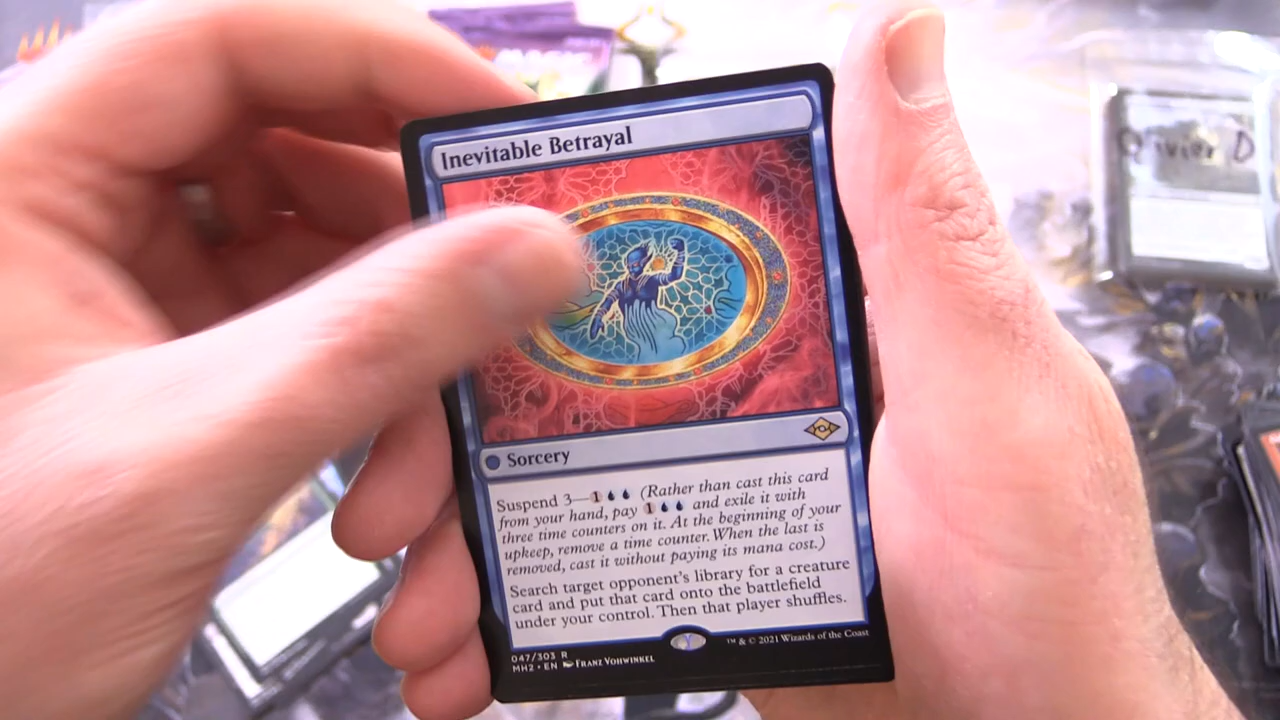 MAGIC
Inevitable Betrayal
Sorcery
Suspend 3—1 (Rather than cast this card
from your hand, pay 1 and exile it with
three time counters on it. At the beginning of your
upkeep, remove a time counter. When the last is
removed, cast it without paying its mana cost.)
Search target opponent's library for a creature
card and put that card onto the battlefield
under your control. Then that player shuffles.
047/303 R
MH2 • EN Franz Vohwinkel
™ & © 2021 Wizards of the Coast